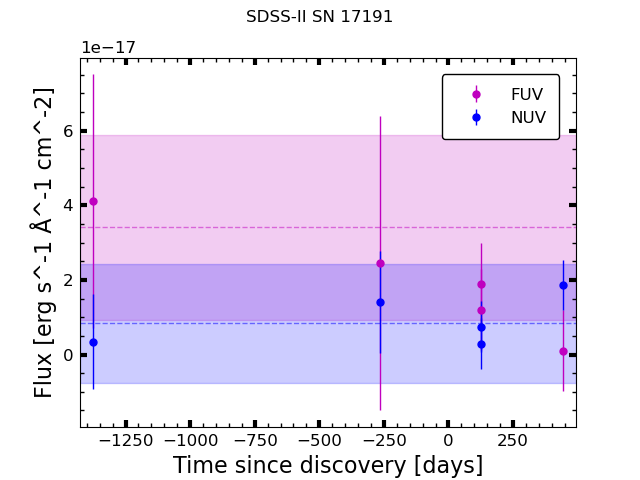 SDSS-II SN 17191
1e−17
FUV
NUV
6
4
2
0
Flux [erg s^-1 Å^-1 cm^-2]
−1250 −1000 −750 −500 −250 0 250
Time since discovery [days]